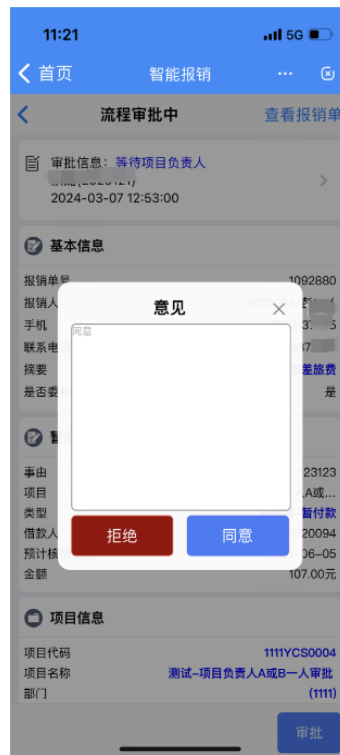 11:21
5G
首页
智能报销
流程审批中
查看报销单
审批信息：等待项目负责人
2024-03-07 12:53:00
基本信息
报销单号
1092880
报销人
手机
联系电
摘要
差旅费
是否委
是
意见
同意
拒绝
同意
事由
23123
项目
人A或...
类型
暂付款
借款人
20094
预计核
06-05
金额
107.00元
项目信息
项目代码
1111YCS0004
项目名称
测试-项目负责人A或B一人审批
部门
(1111)
审批